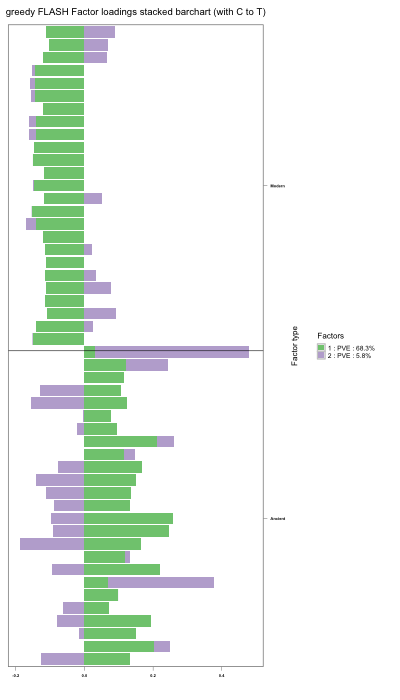 greedy FLASH Factor loadings stacked barchart (with C to T)
Modern
Factor type
Factors
1 : PVE : 68.3%
2 : PVE : 5.8%
Ancient
-0.2
0.0
0.2
0.4